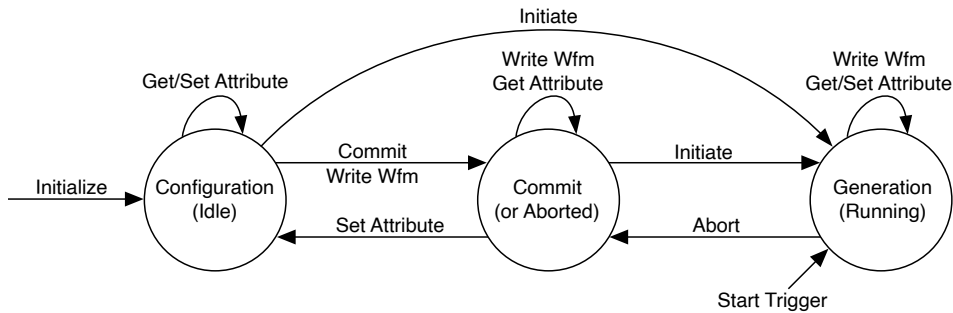 Initiate
Get/Set Attribute
Write Wfm
Get Attribute
Write Wfm
Get/Set Attribute
Initialize
Configuration
(Idle)
Commit
Write Wfm
Set Attribute
Commit
(or Aborted)
Initiate
Abort
Generation
(Running)
Start Trigger